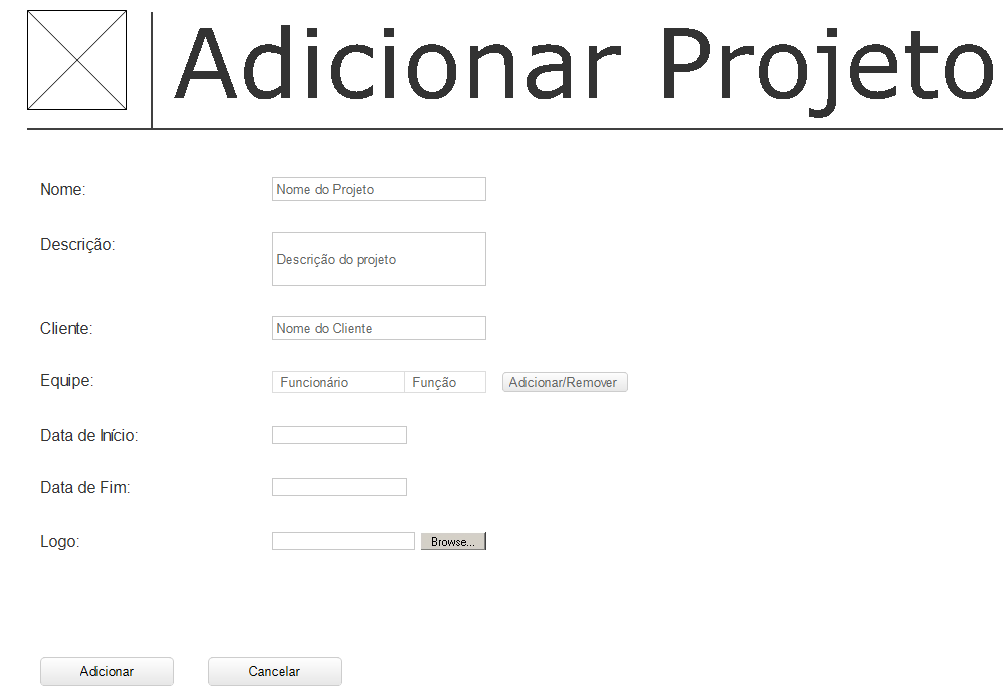 Adicionar Projeto
Nome: Nome do Projeto
Descrição: Descrição do projeto
Cliente: Nome do Cliente
Equipe: Funcionário Função Adicionar/Remover
Data de Início:
Data de Fim:
Logo: Browse...
Adicionar Cancelar